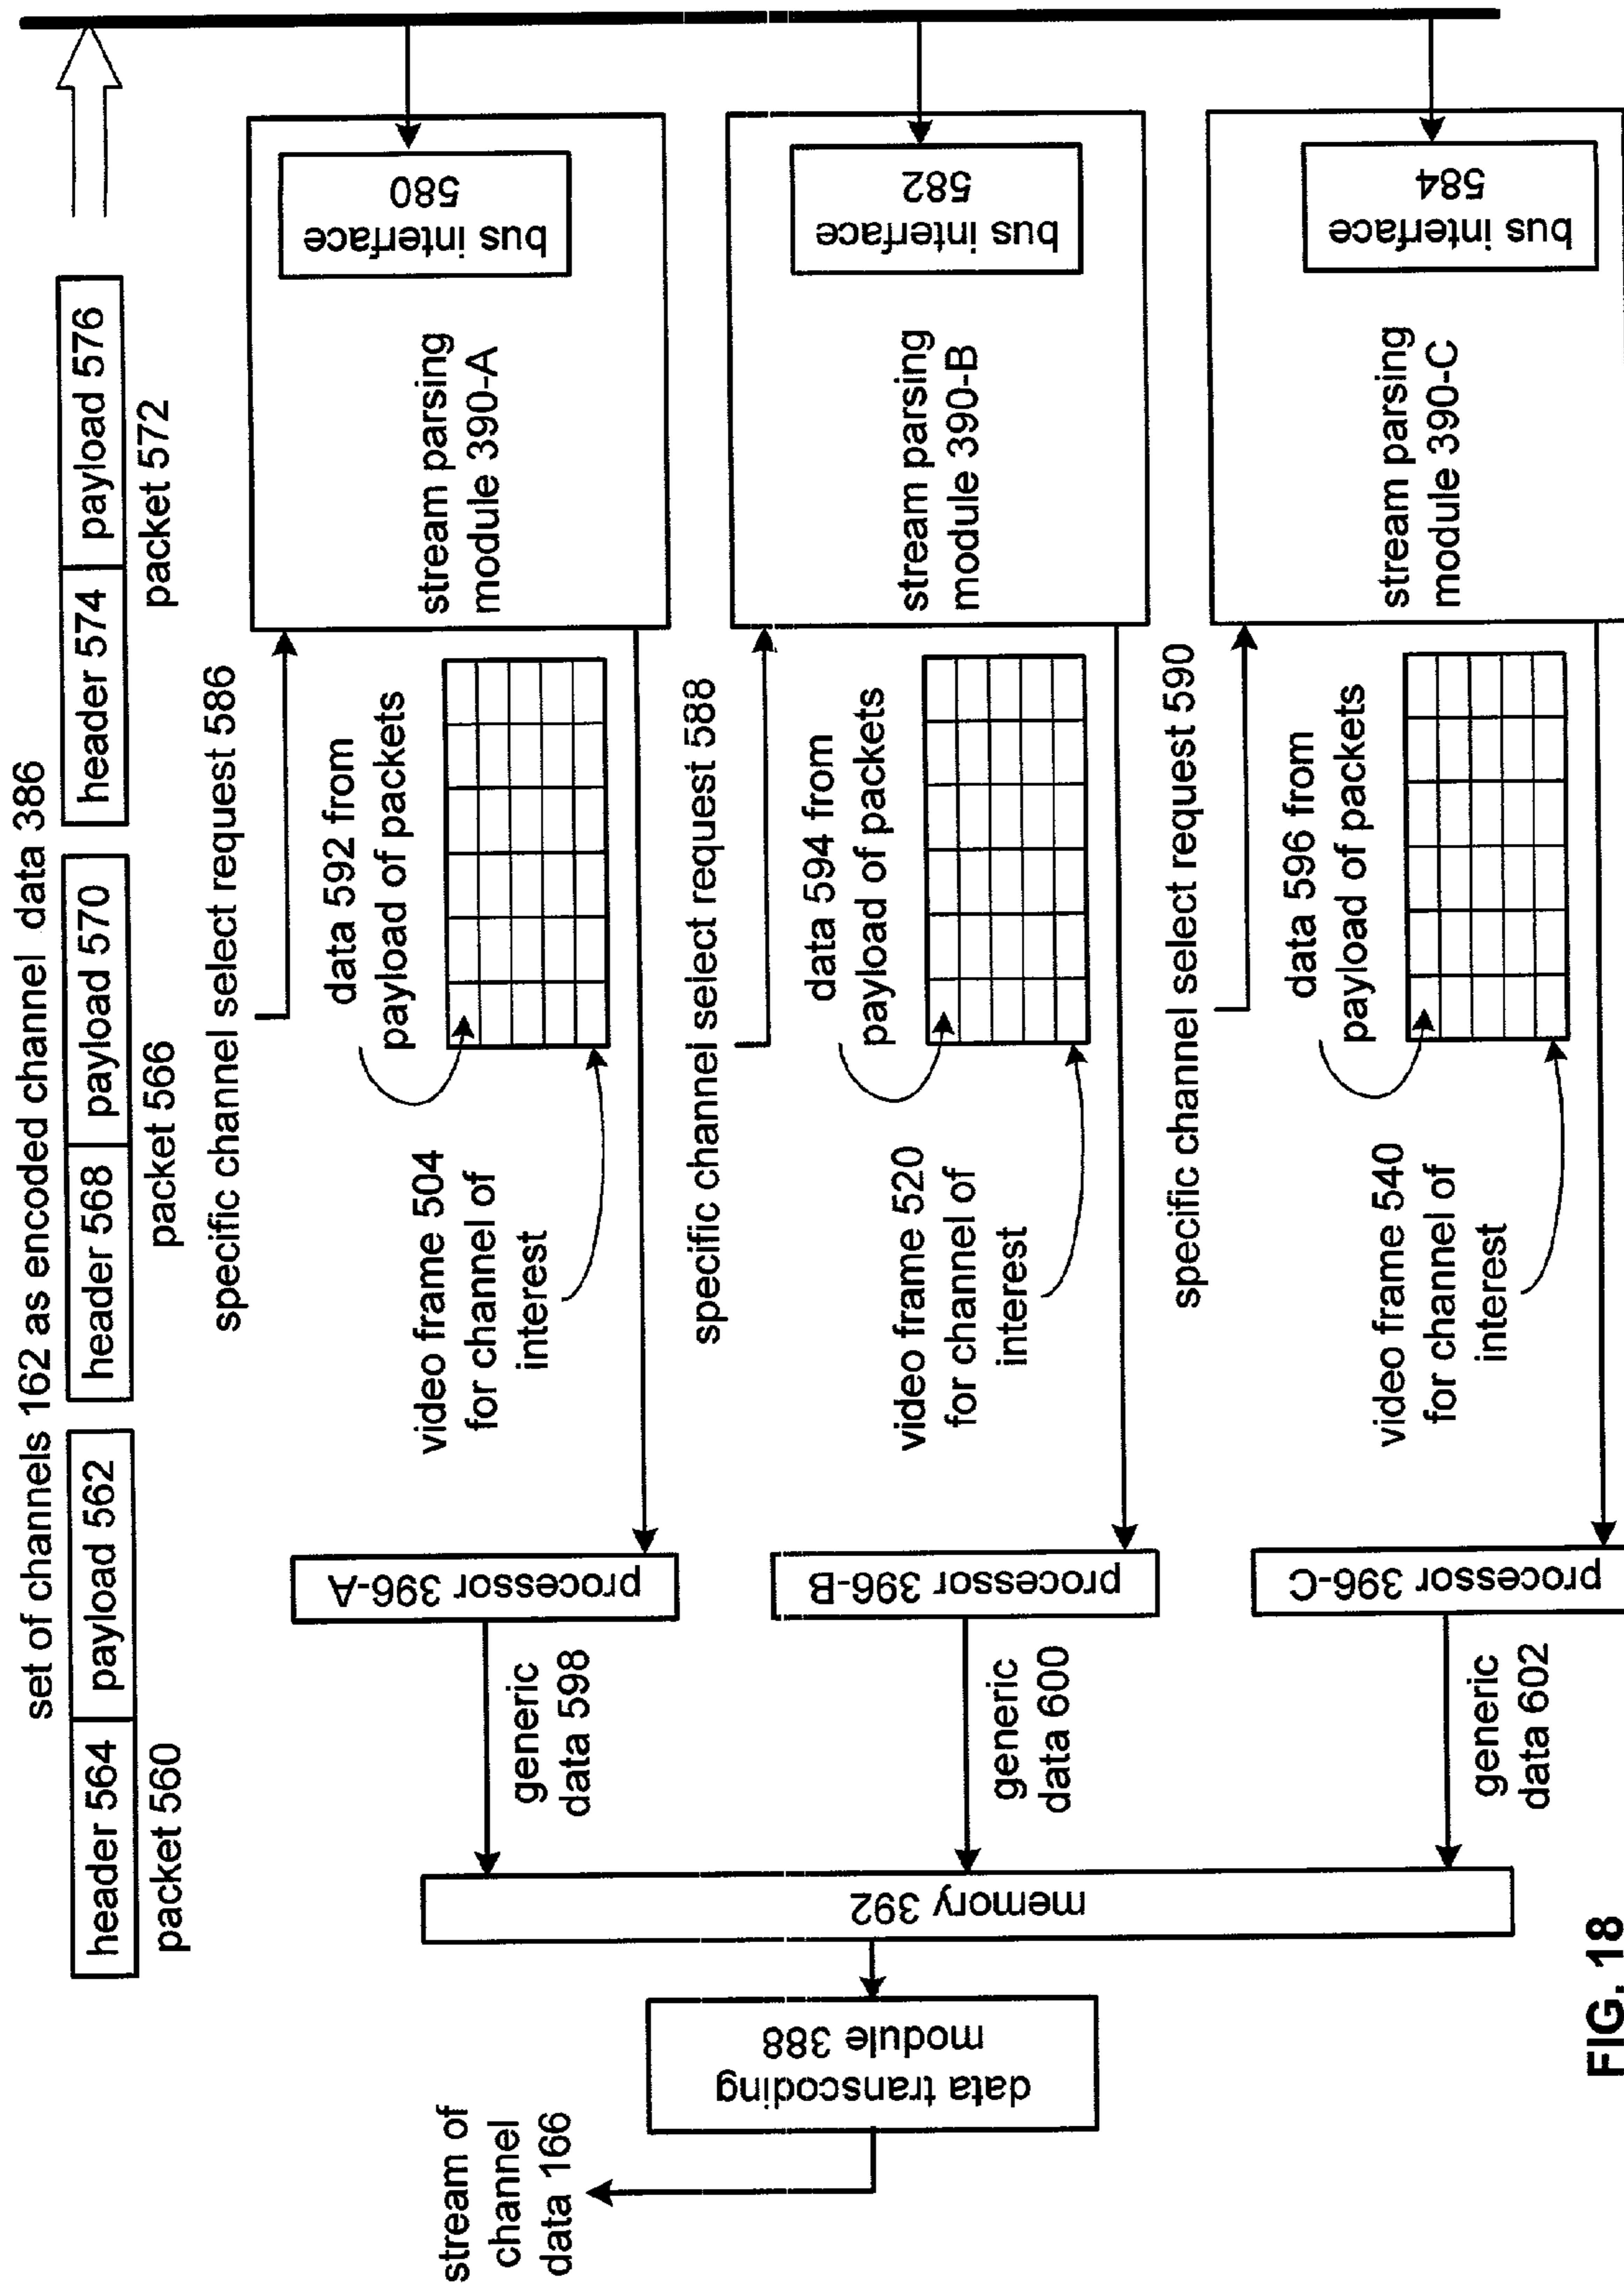 set of channels 162 as encoded channel data 386
header 564
payload 562
packet 560
header 568
payload 570
packet 566
header 574
payload 576
packet 572
specific channel select request 586
data 592 from
payload of packets
video frame 504
for channel of
interest
stream parsing
module 390-A
bus interface
580
processor 396-A
generic
data 598
specific channel select request 588
data 594 from
payload of packets
video frame 520
for channel of
interest
stream parsing
module 390-B
bus interface
582
processor 396-B
generic
data 600
specific channel select request 590
data 596 from
payload of packets
video frame 540
for channel of
interest
stream parsing
module 390-C
bus interface
584
processor 396-C
generic
data 602
memory 392
data transcoding
module 388
stream of
channel
data 166
FIG. 18